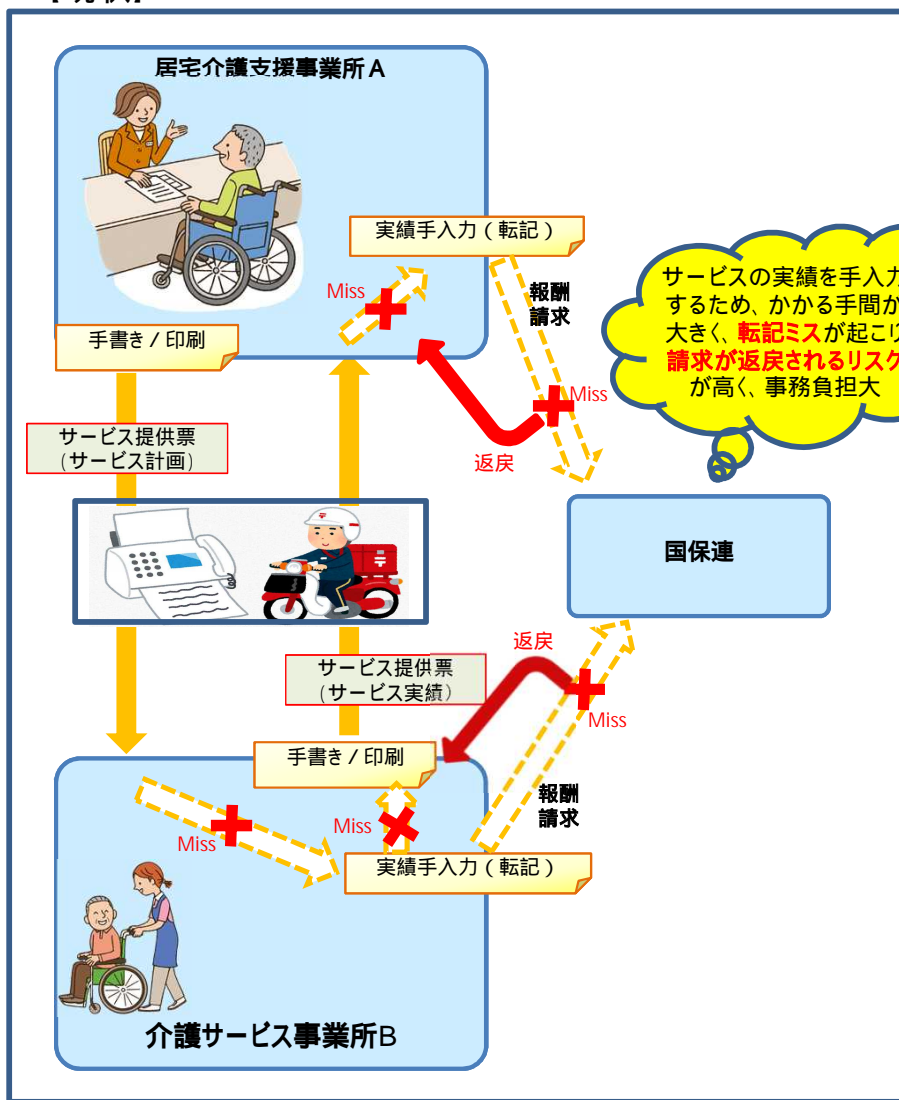 居宅介護支援事業所A
実績手入力(転記)
Miss
報酬
請求
手書き/印刷
Miss
サービスの実績を手入力
するため、かかる手間が
大きく、転記ミスが起こり
請求が返戻されるリスク
が高く、事務負担大
サービス提供票
(サービス計画)
返戻
国保連
返戻
サービス提供票
(サービス実績)
Miss
手書き/印刷
報酬
請求
Miss
Miss
実績手入力(転記)
介護サービス事業所B